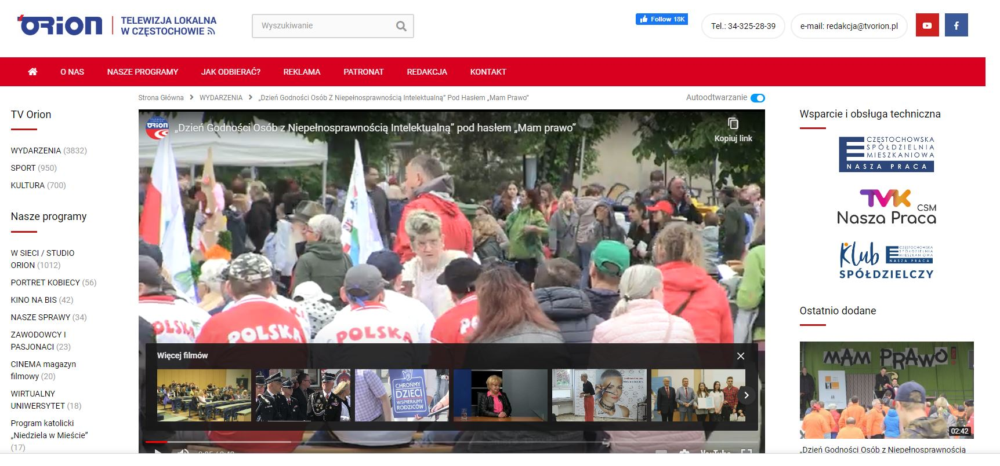 ORION
TELEWIZJA LOKALNA
W CZĘSTOCHOWIE
Wyszukiwanie
Follow 18K
Tel.: 34-325-28-39
e-mail: redakcja@tvorion.pl
O NAS
NASZE PROGRAMY
JAK ODBIERAĆ?
REKLAMA
PATRONAT
REDAKCJA
KONTAKT
Strona Główna
WYDARZENIA
„Dzień Godności Osób Z Niepełnosprawnością Intelektualną” Pod Hasłem „Mam Prawo”
Autoodtwarzanie
TV Orion
WYDARZENIA (3832)
SPORT (950)
KULTURA (700)
Nasze programy
W SIECI / STUDIO
ORION (1012)
PORTRET KOBIECY (56)
KINO NA BIS (42)
NASZE SPRAWY (34)
ZAWODOWCY I
PASJONACI (23)
CINEMA magazyn
filmowy (20)
WIRTUALNY
UNIWERSYTET (18)
Program katolicki
„Niedziela w Mieście”
(17)
ORION
„Dzień Godności Osób z Niepełnosprawnością Intelektualną” pod hasłem „Mam prawo”
Kopiuj link
POLSKA
POLSKA
POLSKA
POL
Więcej filmów
CHROŃMY
DZIECI
WSPIERAJMY
RODZICÓW
YouTube
Wsparcie i obsługa techniczna
CZĘSTOCHOWSKA
SPÓŁDZIELNIA
MIESZKANIOWA
NASZA PRACA
TVK
CSM
Nasza Praca
Klub
CZĘSTOCHOWSKA
SPÓŁDZIELNIA
MIESZKANIOWA
NASZA PRACA
SPÓŁDZIELCZY
Ostatnio dodane
MAM PRAWO
02:42
„Dzień Godności Osób z Niepełnosprawnością